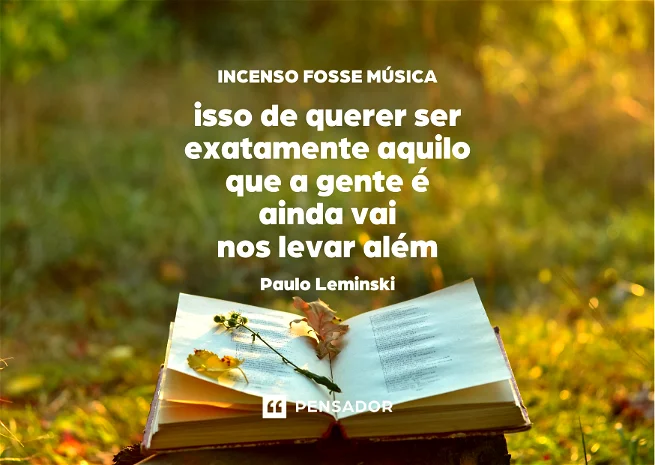 INCENSO FOSSE MÚSICA
isso de querer ser
exatamente aquilo
que a gente é
ainda vai
nos levar além
Paulo Leminski
PENSADOR